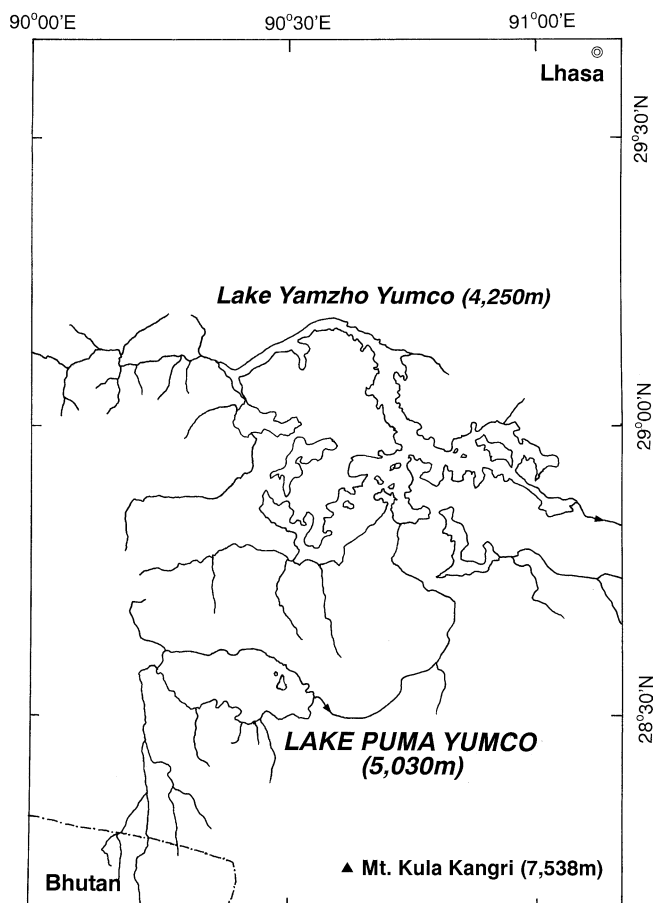 90°00'E
90°30'E
91°00'E
Lhasa
29°30'N
Lake Yamzho Yumco (4,250m)
29°00'N
28°30'N
LAKE PUMA YUMCO
(5,030m)
Mt. Kula Kangri (7,538m)
Bhutan